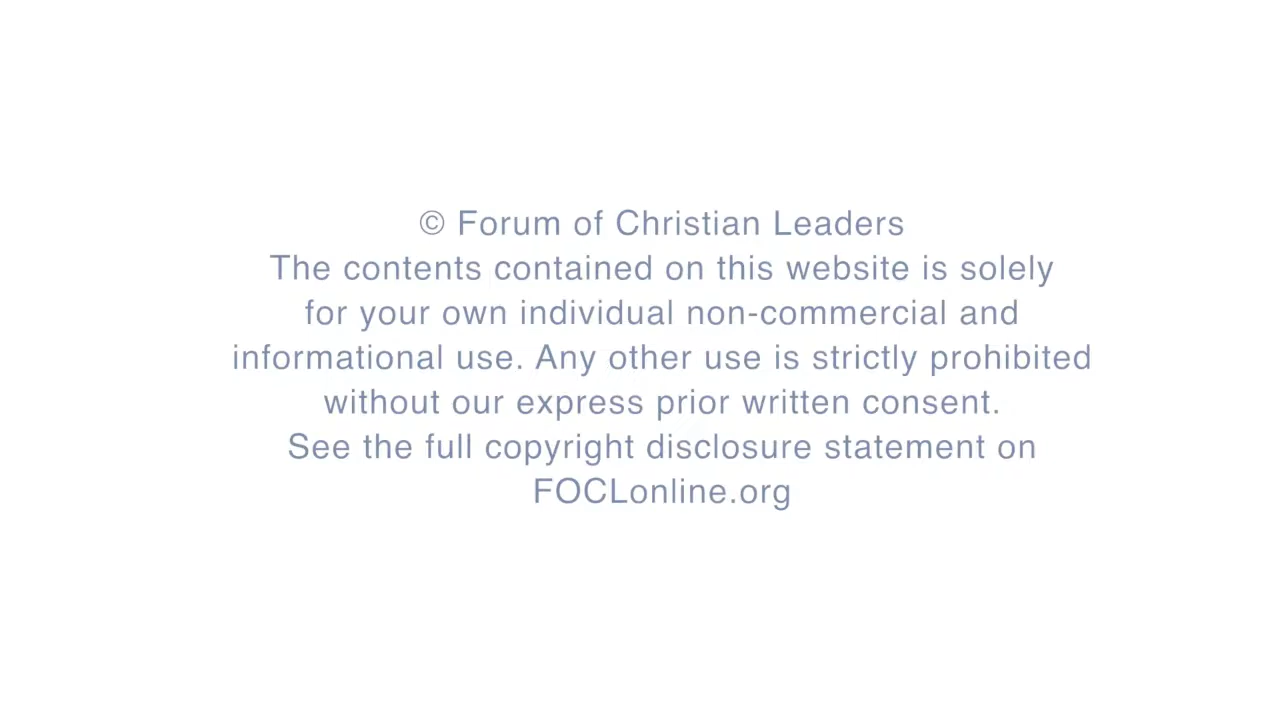 © Forum of Christian Leaders
The contents contained on this website is solely
for your own individual non-commercial and
informational use. Any other use is strictly prohibited
without our express prior written consent.
See the full copyright disclosure statement on
FOCLonline.org